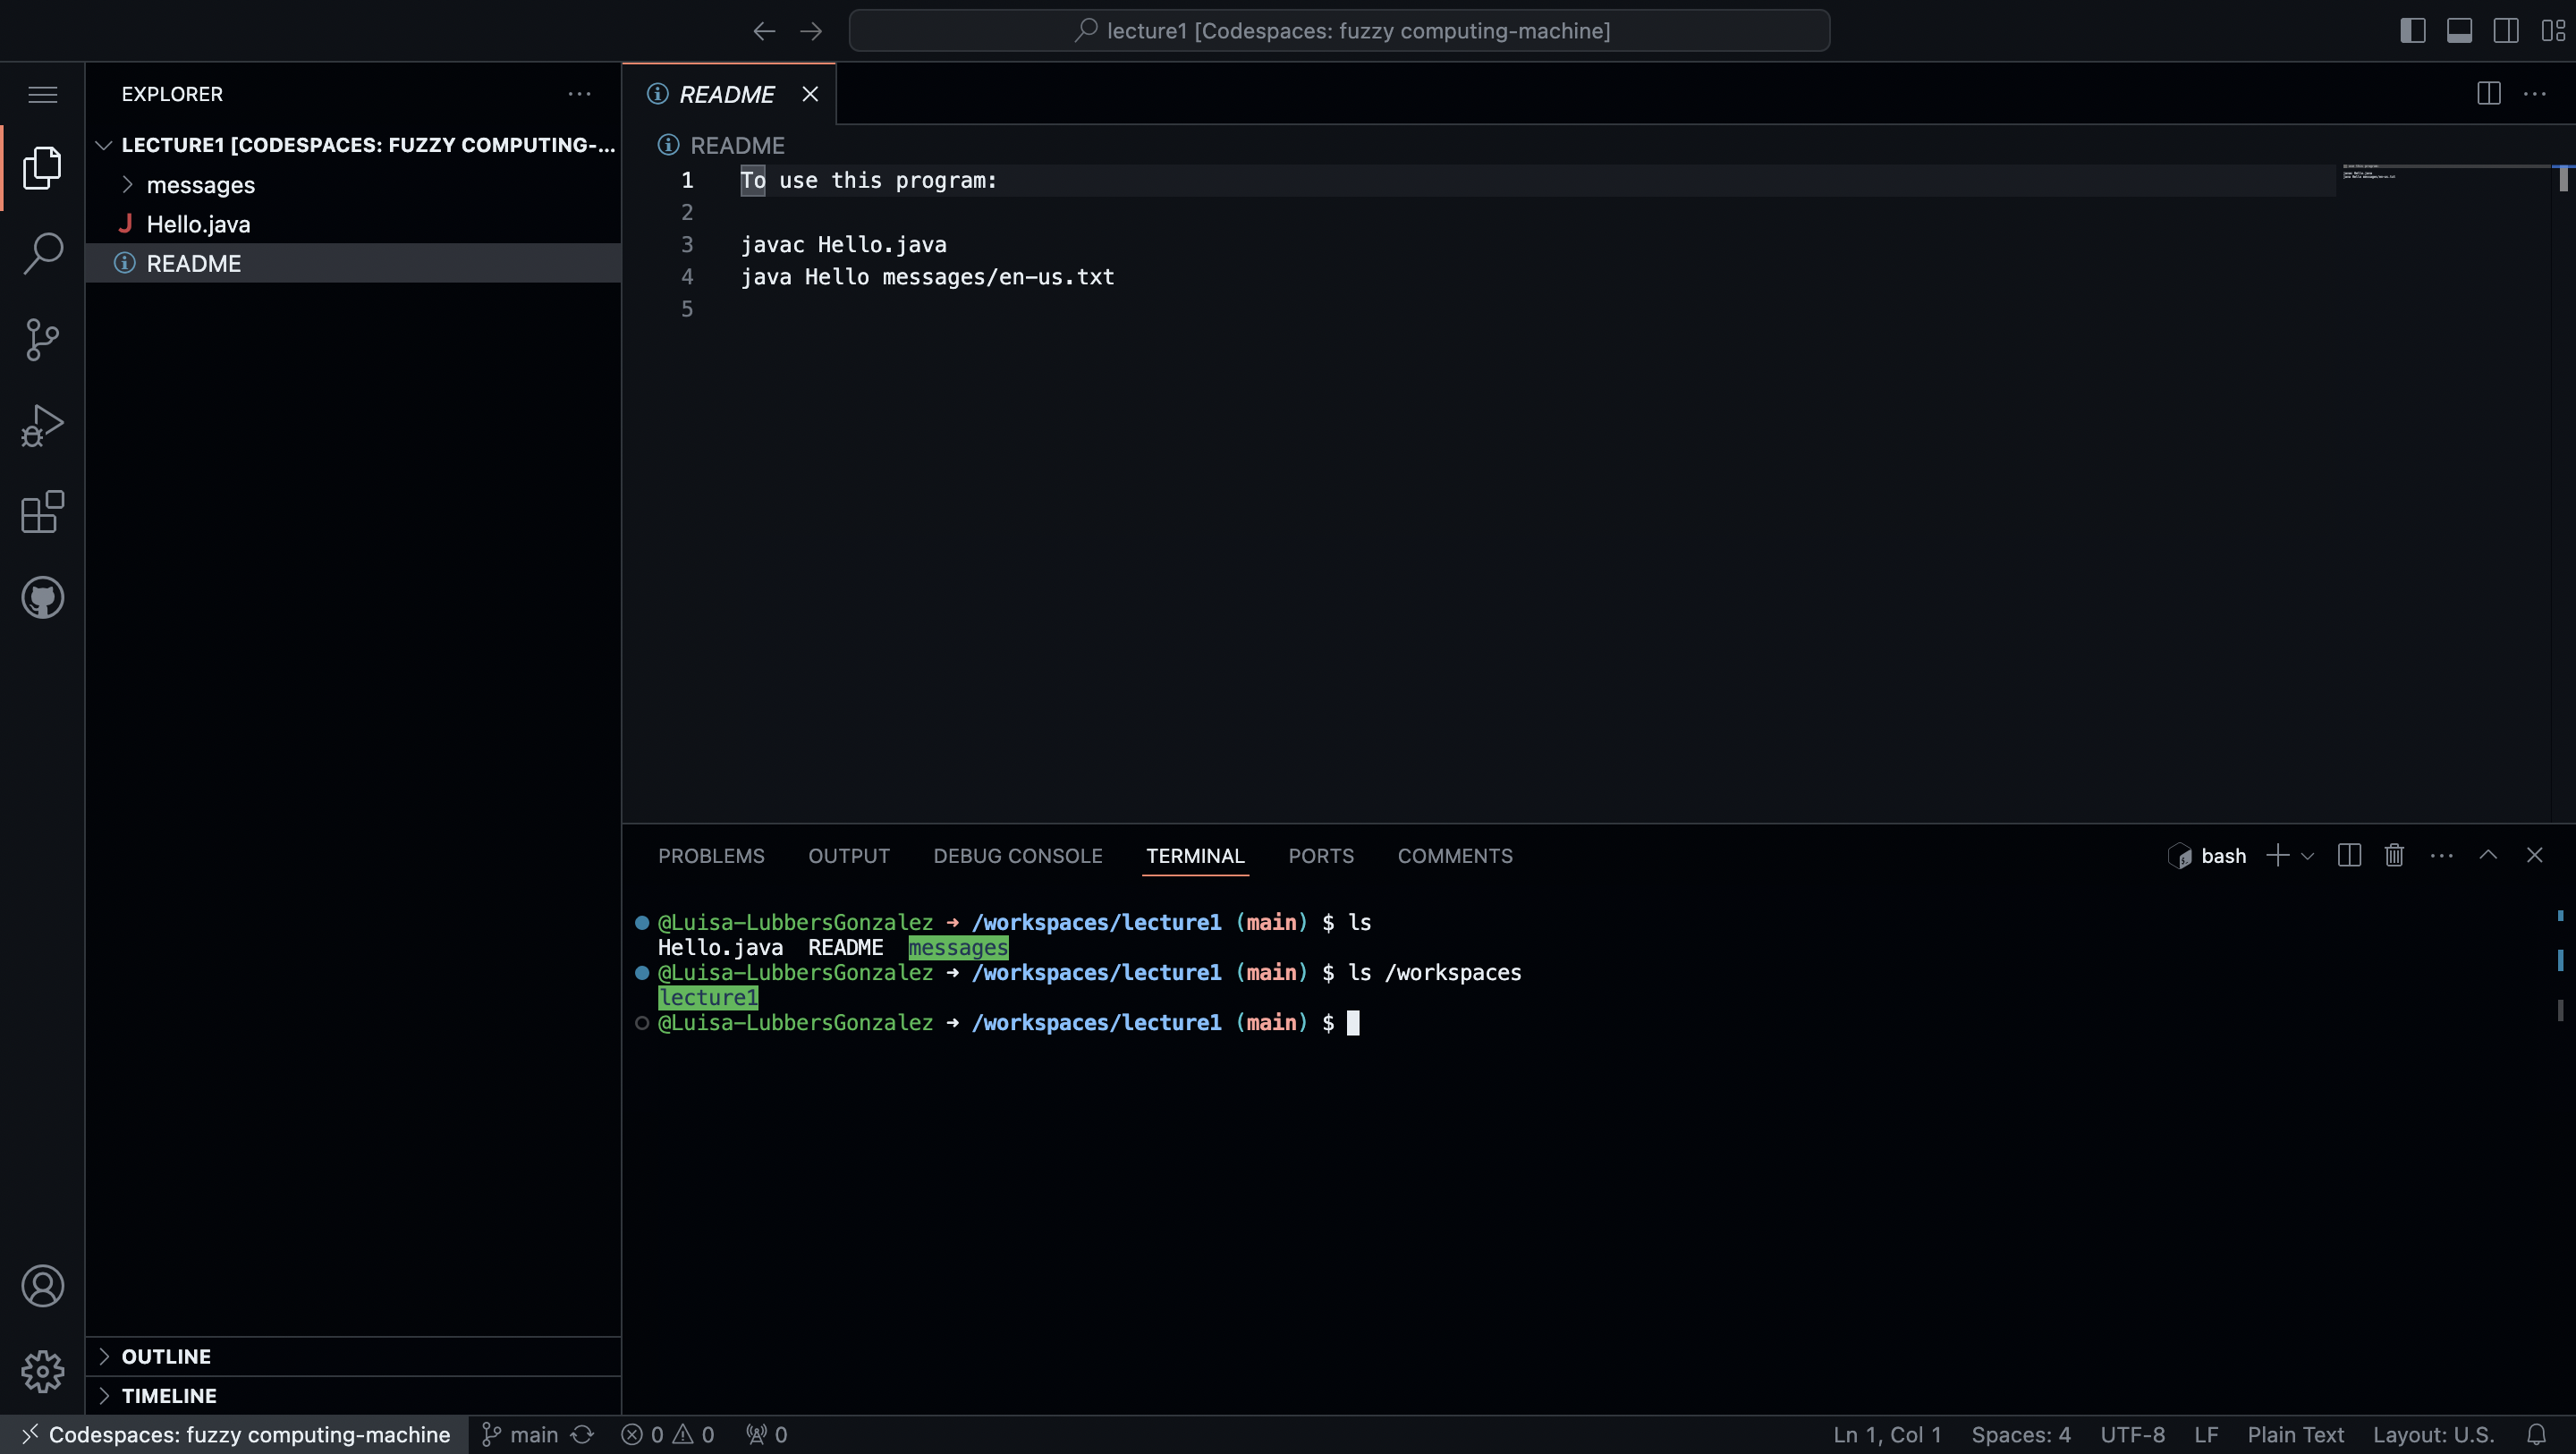 lecture1 [Codespaces: fuzzy computing-machine]
EXPLORER
LECTURE1 [CODESPACES: FUZZY COMPUTING-...
messages
Hello.java
README
README
README
1 To use this program:
2
3 javac Hello.java
4 java Hello messages/en-us.txt
5
PROBLEMS OUTPUT DEBUG CONSOLE TERMINAL PORTS COMMENTS
bash
@Luisa-LubbersGonzalez ➜ /workspaces/lecture1 (main) $ ls
Hello.java README messages
@Luisa-LubbersGonzalez ➜ /workspaces/lecture1 (main) $ ls /workspaces
lecture1
@Luisa-LubbersGonzalez ➜ /workspaces/lecture1 (main) $
OUTLINE
TIMELINE
Codespaces: fuzzy computing-machine main 0 0 0 Ln 1, Col 1 Spaces: 4 UTF-8 LF Plain Text Layout: U.S.